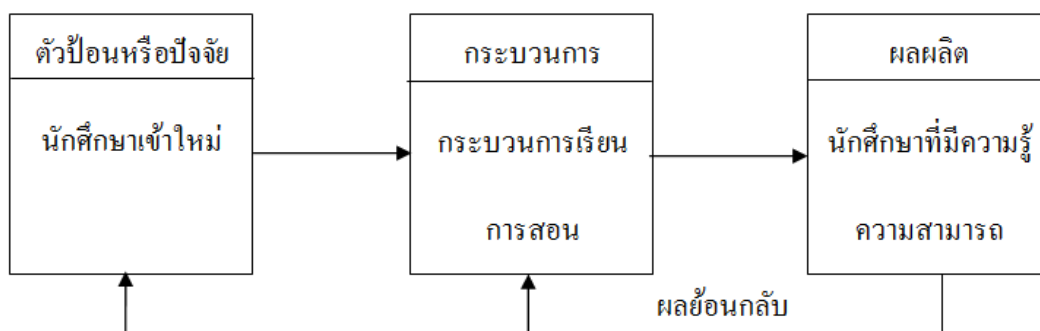 ตัวป้อนหรือปัจจัย
นักศึกษาเข้าใหม่
กระบวนการ
กระบวนการเรียน
การสอน
ผลผลิต
นักศึกษาที่มีความรู้
ความสามารถ
ผลย้อนกลับ